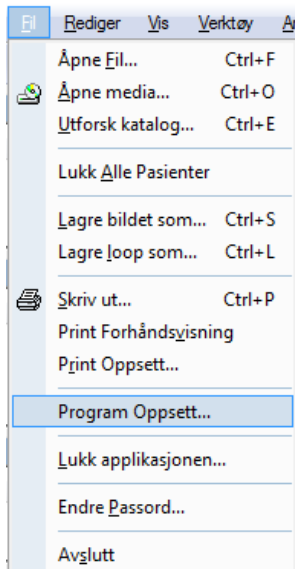 Fil Rediger Vis Verktøy
Åpne Fil... Ctrl+F
Åpne media... Ctrl+O
Utforsk katalog... Ctrl+E
Lukk Alle Pasienter
Lagre bildet som... Ctrl+S
Lagre loop som... Ctrl+L
Skriv ut... Ctrl+P
Print Forhåndsvisning
Print Oppsett...
Program Oppsett...
Lukk applikasjonen...
Endre Passord...
Avslutt